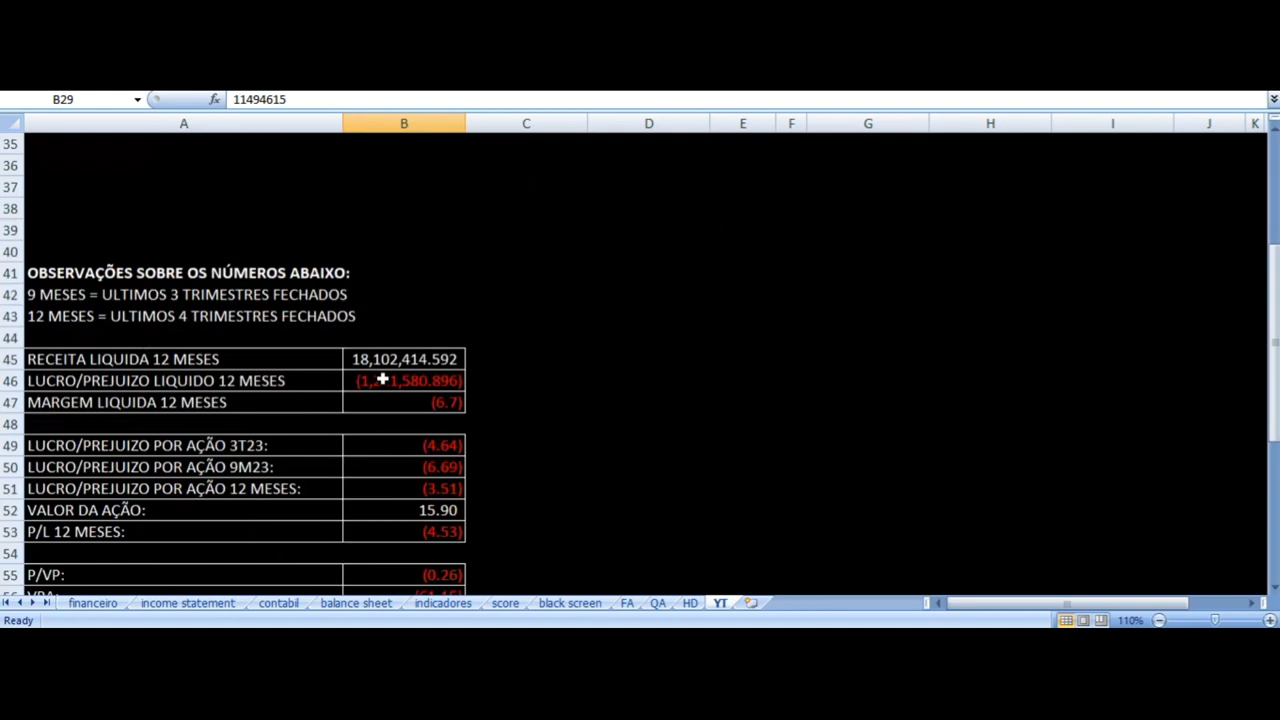 B29 fx 11494615
A B C D E F G H I J K
35
36
37
38
39
40
41 OBSERVAÇÕES SOBRE OS NÚMEROS ABAIXO:
42 9 MESES = ULTIMOS 3 TRIMESTRES FECHADOS
43 12 MESES = ULTIMOS 4 TRIMESTRES FECHADOS
44
45 RECEITA LIQUIDA 12 MESES 18,102,414.592
46 LUCRO/PREJUIZO LIQUIDO 12 MESES
47 MARGEM LIQUIDA 12 MESES (6.7)
48
49 LUCRO/PREJUIZO POR AÇÃO 3T23: (4.64)
50 LUCRO/PREJUIZO POR AÇÃO 9M23: (6.69)
51 LUCRO/PREJUIZO POR AÇÃO 12 MESES: (3.51)
52 VALOR DA AÇÃO: 15.90
53 P/L 12 MESES: (4.53)
54
55 P/VP: (0.26)
financeiro income statement contabil balance sheet indicadores score black screen FA QA HD YT
Ready 110%